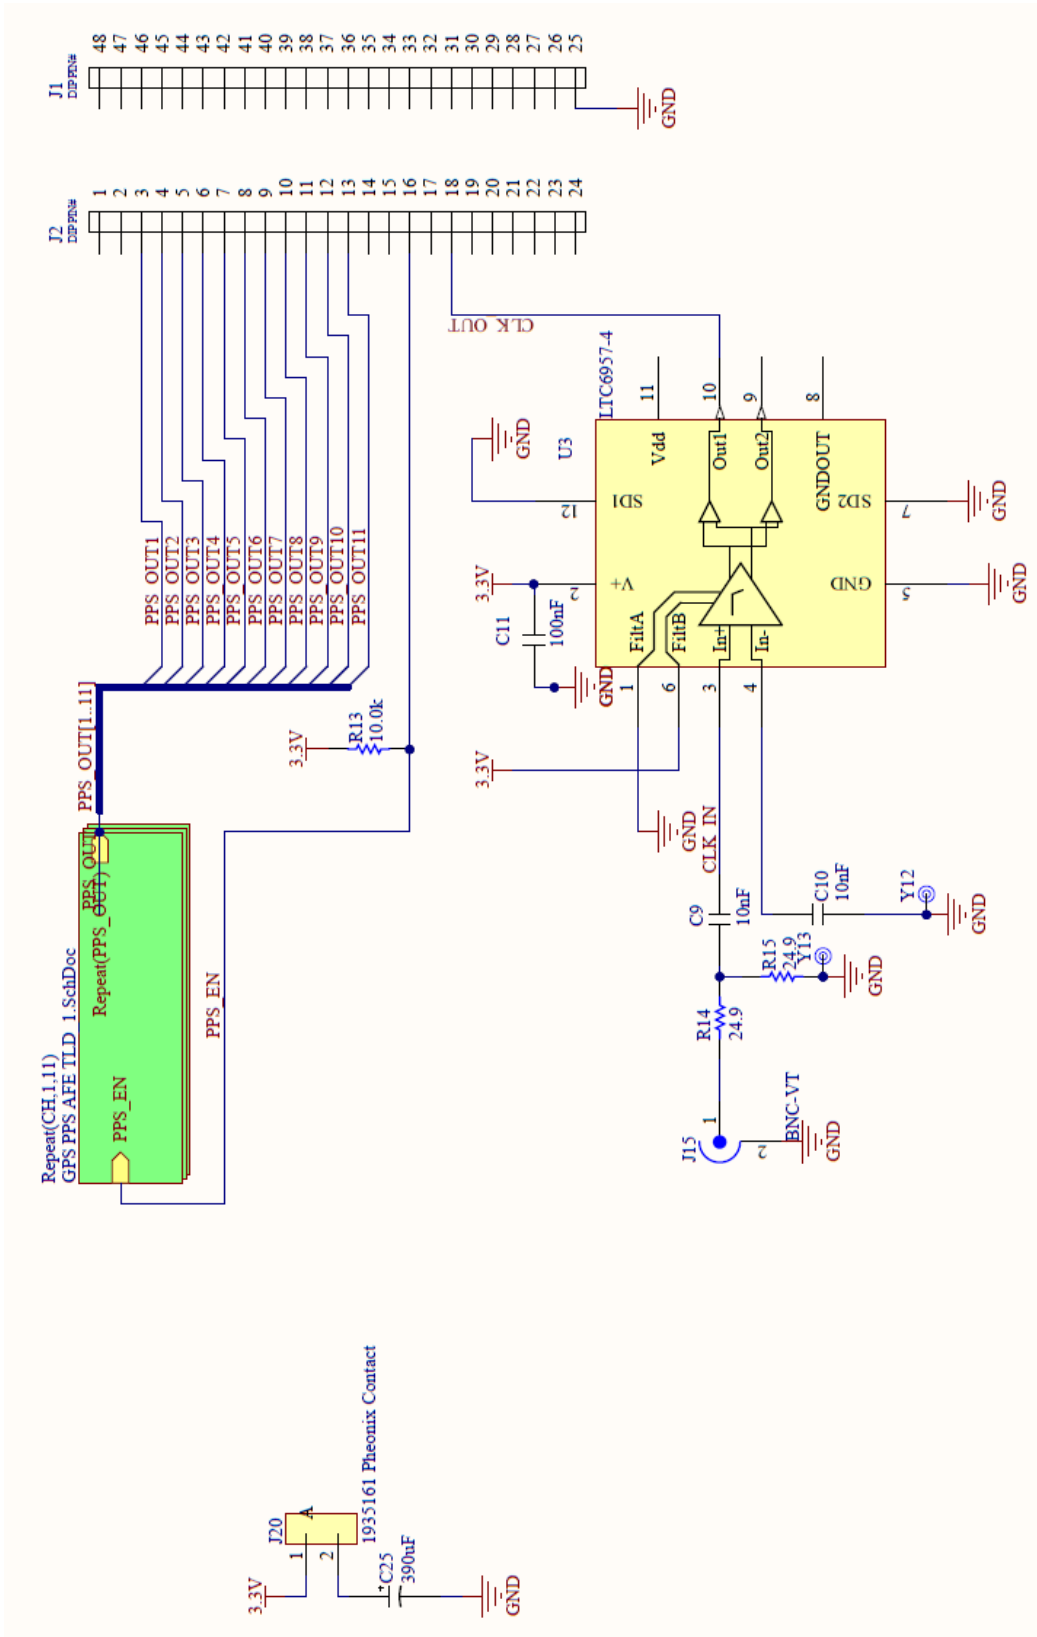 J1
DIPPIN#
48
47
46
45
44
43
42
41
40
39
38
37
36
35
34
33
32
31
30
29
28
27
26
25
GND
J2
DIPPIN#
1
2
3
4
5
6
7
8
9
10
11
12
13
14
15
16
17
18
19
20
21
22
23
24
CLK_OUT
Repeat(CH,1,11)
GPS PPS AFE TLD_1.SchDoc
PPS_EN
PPS_OUT
Repeat(PPS_OUT)
PPS_OUT[1..11]
PPS_OUT1
PPS_OUT2
PPS_OUT3
PPS_OUT4
PPS_OUT5
PPS_OUT6
PPS_OUT7
PPS_OUT8
PPS_OUT9
PPS_OUT10
PPS_OUT11
PPS_EN
3.3V
R13
10.0k
U3
LTC6957-4
GND
12
SD1
3.3V
2
V+
C11
100nF
GND
11
Vdd
10
Out1
9
Out2
8
GNDOUT
SD2
7
GND
GND
5
GND
FiltA
1
FiltB
6
In+
3
In-
4
3.3V
GND
CLK_IN
C9
10nF
C10
10nF
Y12
GND
R15
24.9
Y13
GND
R14
24.9
J15
1
2
BNC-VT
GND
J20
A
1
2
1935161 Pheonix Contact
3.3V
+
C25
390uF
GND